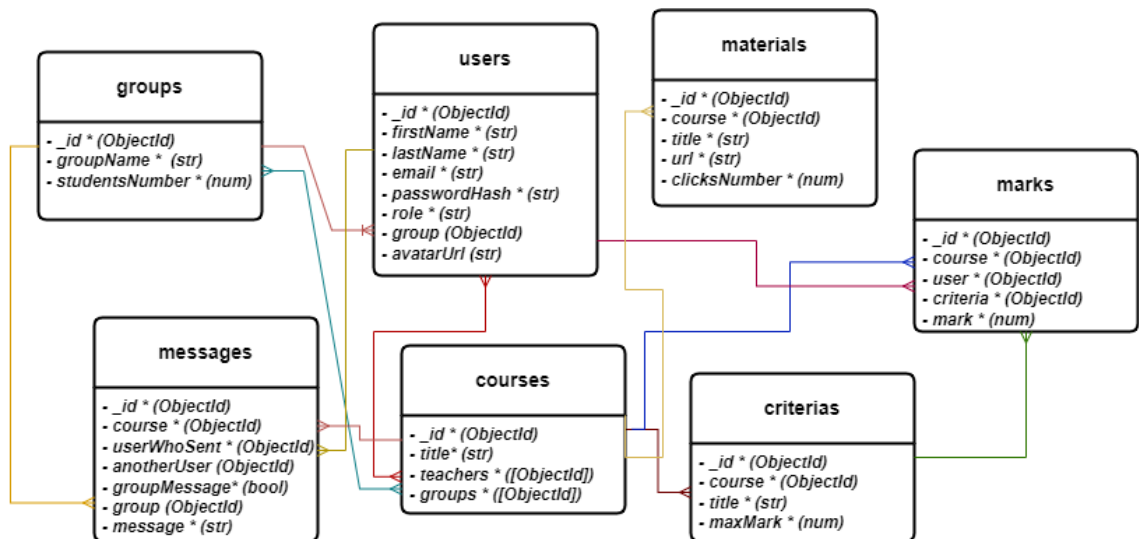 groups
- _id * (ObjectId)
- groupName * (str)
- studentsNumber * (num)
users
- _id * (ObjectId)
- firstName * (str)
- lastName * (str)
- email * (str)
- passwordHash * (str)
- role * (str)
- group (ObjectId)
- avatarUrl (str)
materials
- _id * (ObjectId)
- course * (ObjectId)
- title * (str)
- url * (str)
- clicksNumber * (num)
marks
- _id * (ObjectId)
- course * (ObjectId)
- user * (ObjectId)
- criteria * (ObjectId)
- mark * (num)
messages
- _id * (ObjectId)
- course * (ObjectId)
- userWhoSent * (ObjectId)
- anotherUser (ObjectId)
- groupMessage* (bool)
- group (ObjectId)
- message * (str)
courses
- _id * (ObjectId)
- title* (str)
- teachers * ([ObjectId])
- groups * ([ObjectId])
criterias
- _id * (ObjectId)
- course * (ObjectId)
- title * (str)
- maxMark * (num)